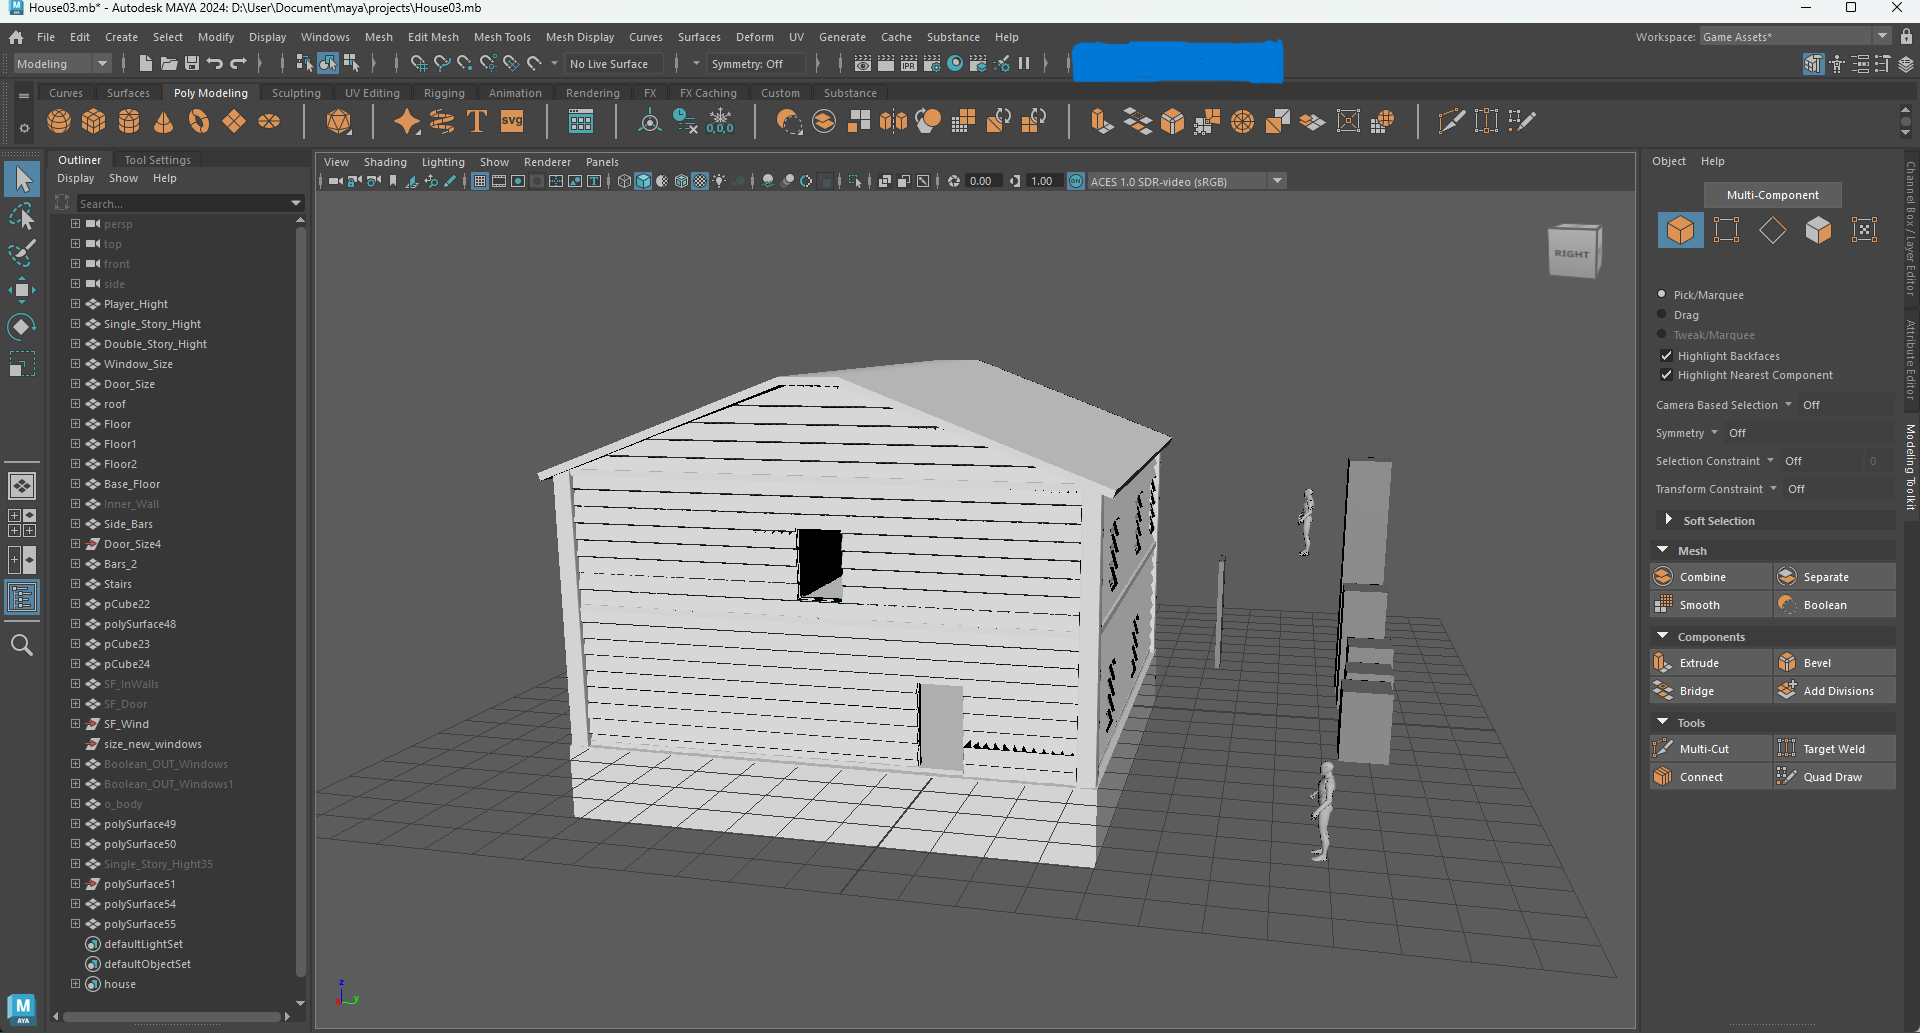 House03.mb* - Autodesk MAYA 2024: D:\User\Document\maya\projects\House03.mb
File Edit Create Select Modify Display Windows Mesh Edit Mesh Mesh Tools Mesh Display Curves Surfaces Deform UV Generate Cache Substance Help
Workspace: Game Assets*
Modeling
No Live Surface
Symmetry: Off
IPR
Curves Surfaces Poly Modeling Sculpting UV Editing Rigging Animation Rendering FX FX Caching Custom Substance
T
SVG
0,0,0
Outliner Tool Settings
Display Show Help
Search...
persp
top
front
side
Player_Hight
Single_Story_Hight
Double_Story_Hight
Window_Size
Door_Size
roof
Floor
Floor1
Floor2
Base_Floor
Inner_Wall
Side_Bars
Door_Size4
Bars_2
Stairs
pCube22
polySurface48
pCube23
pCube24
SF_InWalls
SF_Door
SF_Wind
size_new_windows
Boolean_OUT_Windows
Boolean_OUT_Windows1
o_body
polySurface49
polySurface50
Single_Story_Hight35
polySurface51
polySurface54
polySurface55
defaultLightSet
defaultObjectSet
house
M
AYA
View Shading Lighting Show Renderer Panels
0.00
1.00
ON
ACES 1.0 SDR-video (sRGB)
RIGHT
z
y
Object Help
Multi-Component
Pick/Marquee
Drag
Tweak/Marquee
Highlight Backfaces
Highlight Nearest Component
Camera Based Selection Off
Symmetry Off
Selection Constraint Off 0
Transform Constraint Off
Soft Selection
Mesh
Combine Separate
Smooth Boolean
Components
Extrude Bevel
Bridge Add Divisions
Tools
Multi-Cut Target Weld
Connect Quad Draw
Channel Box / Layer Editor
Attribute Editor
Modeling Toolkit